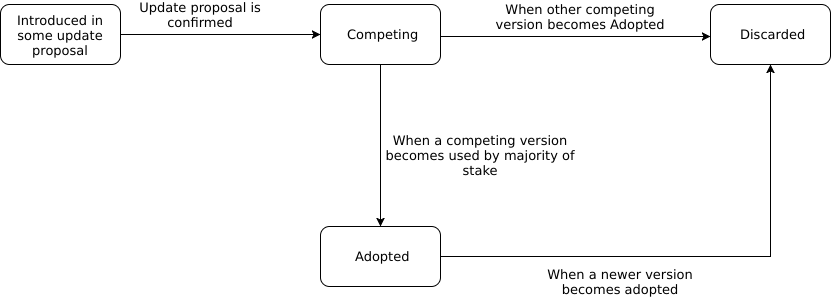 Introduced in
some update
proposal
Update proposal is
confirmed
Competing
When other competing
version becomes Adopted
Discarded
When a competing version
becomes used by majority of
stake
Adopted
When a newer version
becomes adopted